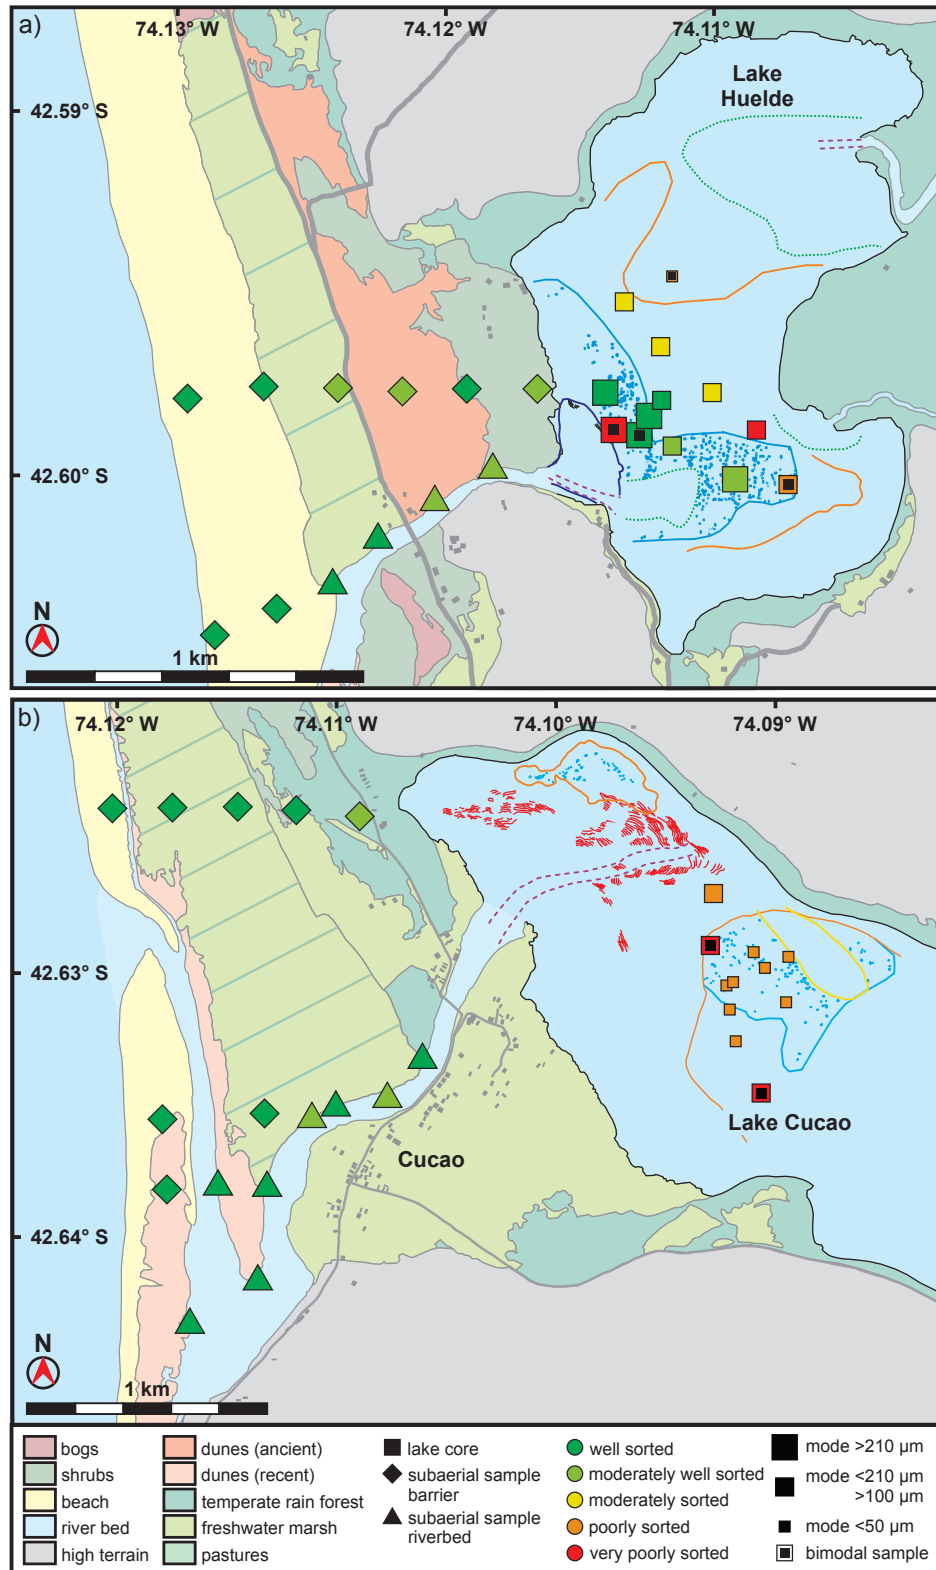 a)
74.13° W
74.12° W
74.11° W
42.59° S
42.60° S
Lake
Huelde
N
1 km
b)
74.12° W
74.11° W
74.10° W
74.09° W
42.63° S
42.64° S
Cucao
Lake Cucao
N
1 km
bogs
shrubs
beach
river bed
high terrain
dunes (ancient)
dunes (recent)
temperate rain forest
freshwater marsh
pastures
lake core
subaerial sample
barrier
subaerial sample
riverbed
well sorted
moderately well sorted
moderately sorted
poorly sorted
very poorly sorted
mode >210 µm
mode <210 µm
>100 µm
mode <50 µm
bimodal sample